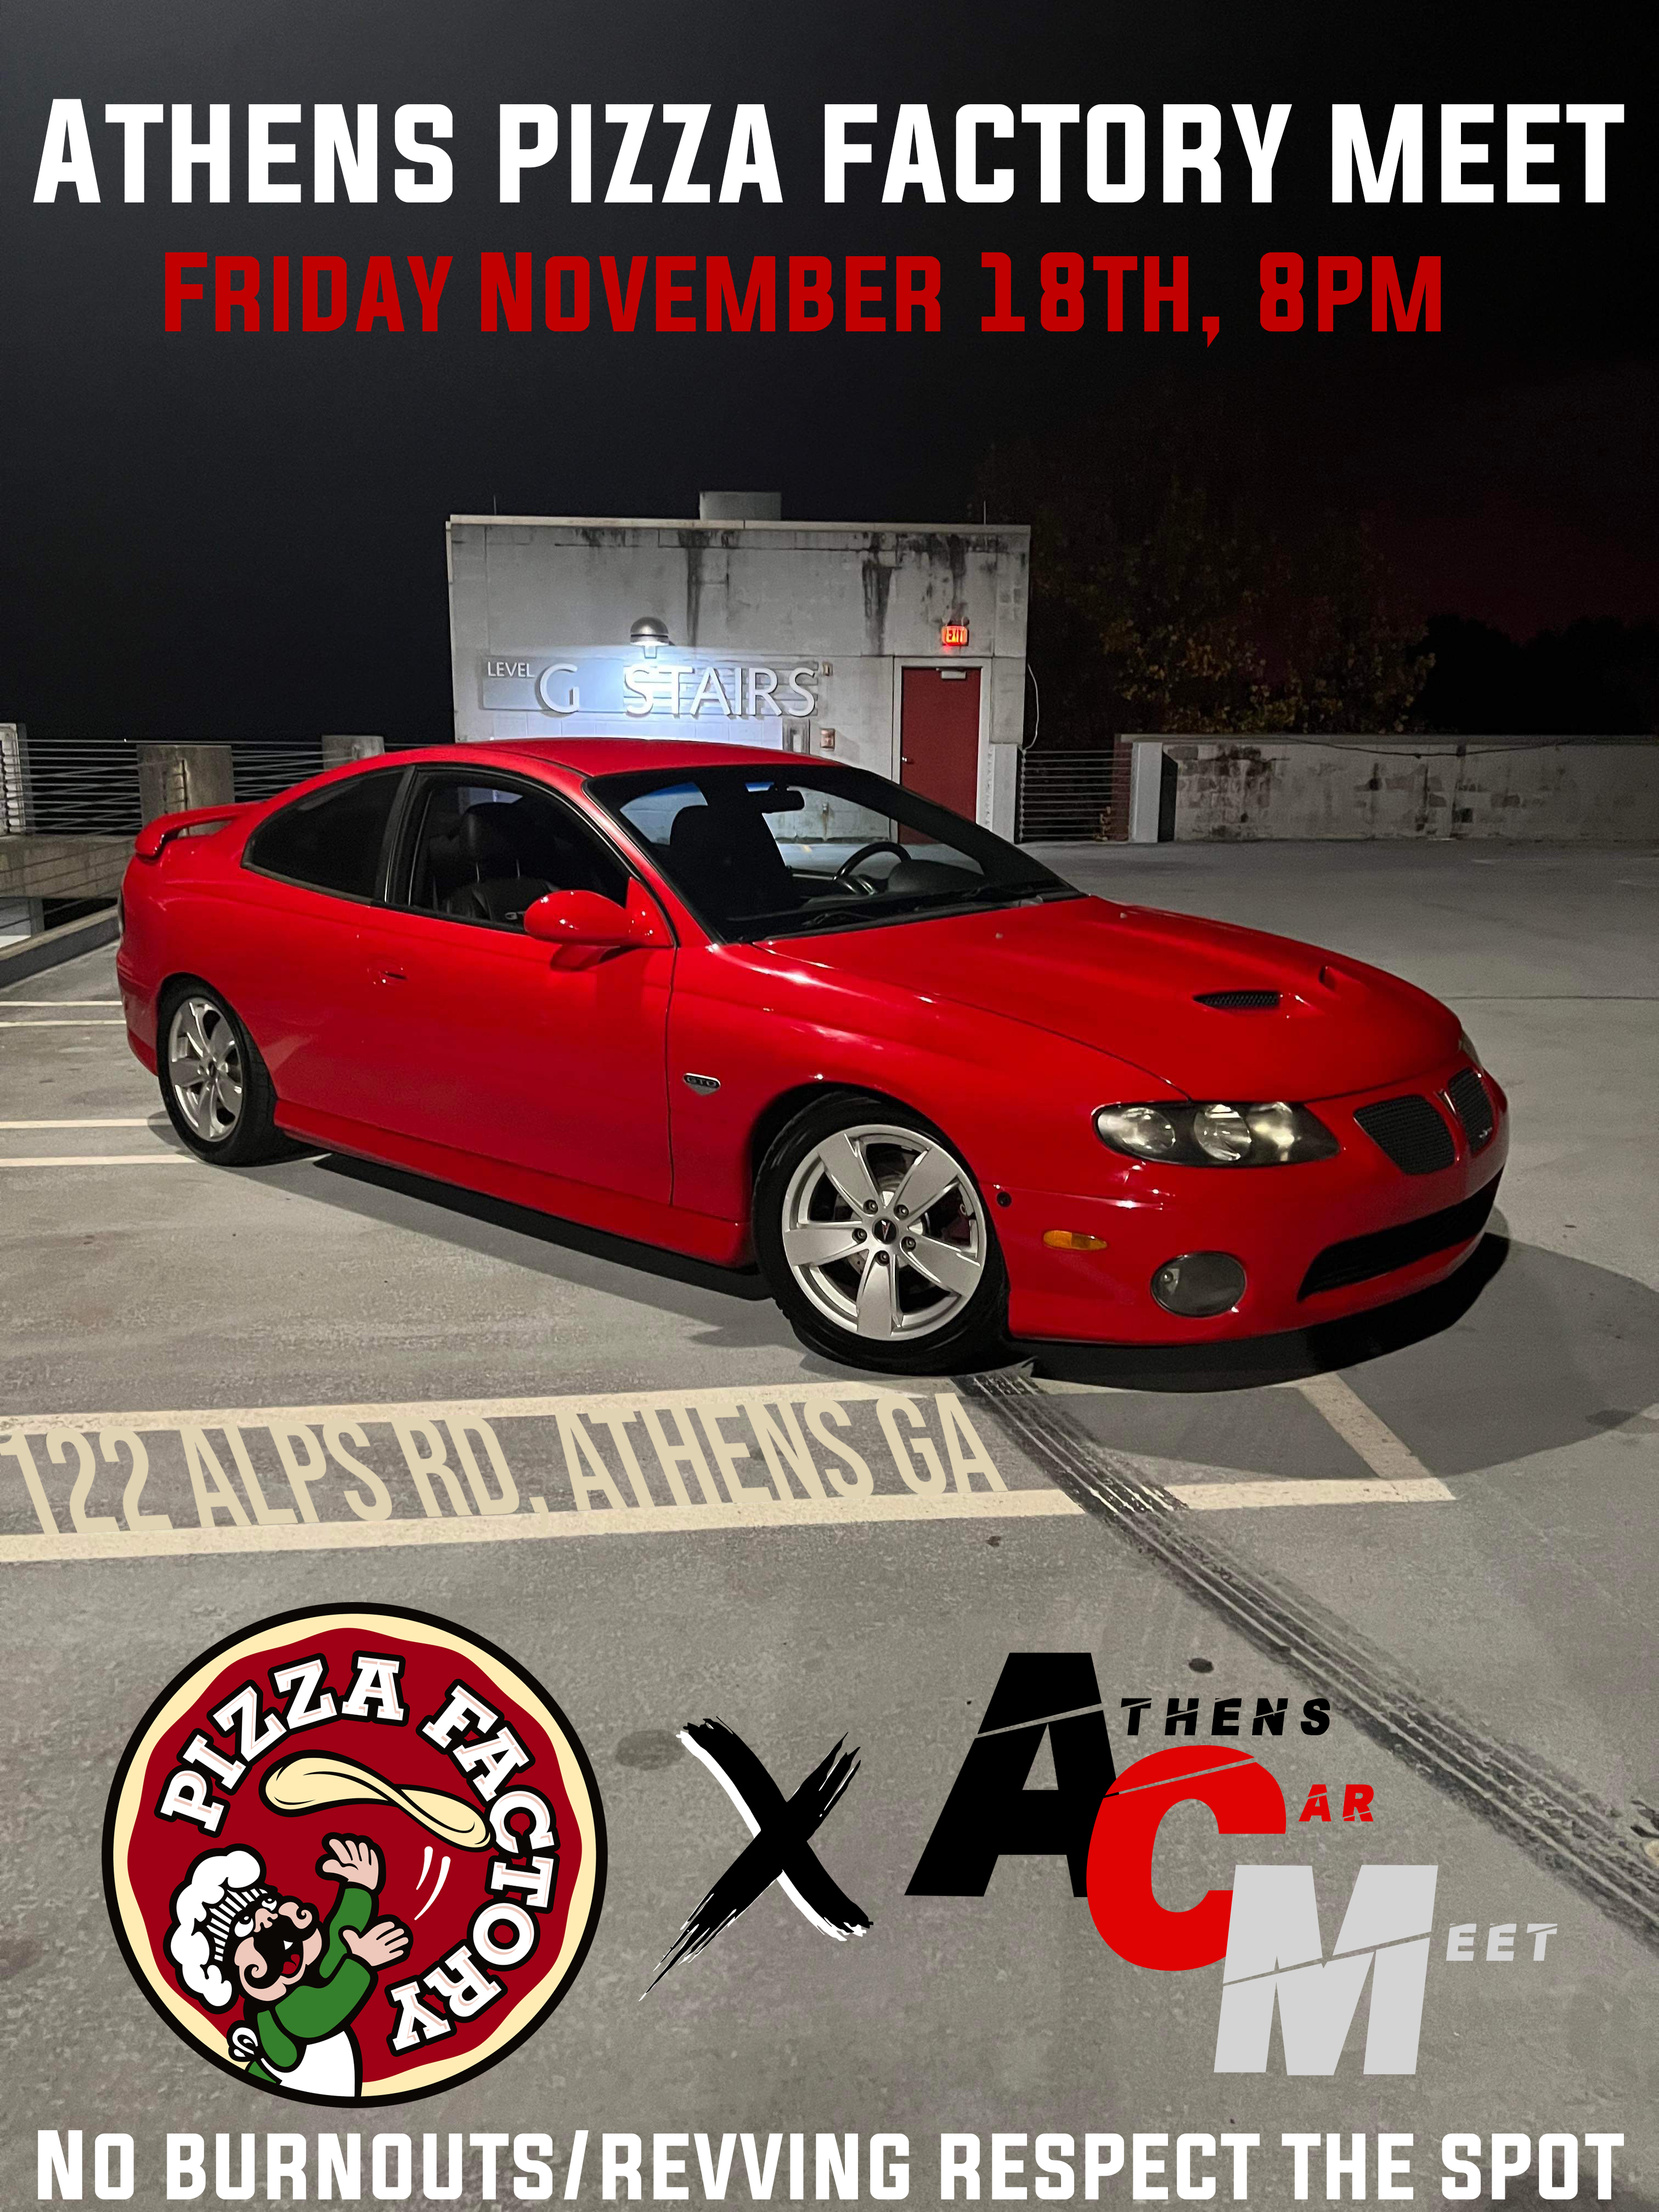 ATHENS PIZZA FACTORY MEET
FRIDAY NOVEMBER 18TH, 8PM
EXIT
LEVEL G STAIRS
GTO
122 ALPS RD. ATHENS GA
PIZZA FACTORY
X
ATHENS
CAR
MEET
NO BURNOUTS/REVVING RESPECT THE SPOT